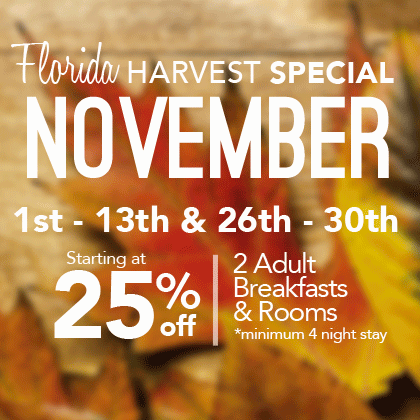 Florida HARVEST SPECIAL
NOVEMBER
1st - 13th & 26th - 30th
Starting at
25% off
2 Adult
Breakfasts
& Rooms
*minimum 4 night stay